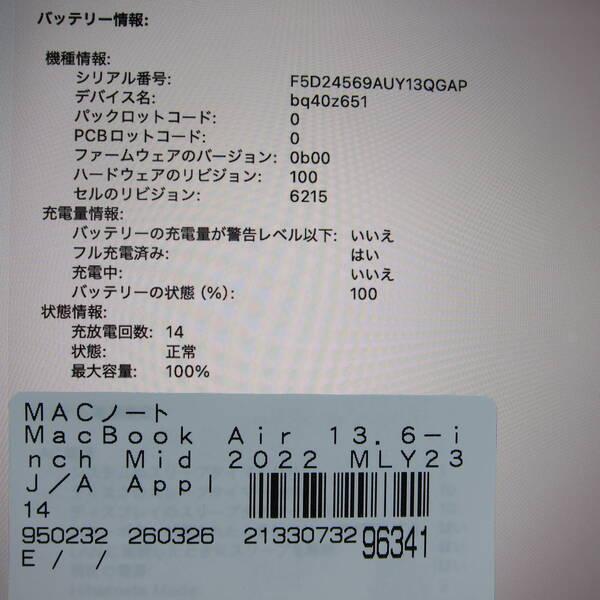 バッテリー情報:
機種情報:
シリアル番号: F5D24569AUY13QGAP
デバイス名: bq40z651
パックロットコード: 0
PCBロットコード: 0
ファームウェアのバージョン: 0b00
ハードウェアのリビジョン: 100
セルのリビジョン: 6215
充電量情報:
バッテリーの充電量が警告レベル以下: いいえ
フル充電済み: はい
充電中: いいえ
バッテリーの状態 (%): 100
状態情報:
充放電回数: 14
状態: 正常
最大容量: 100%
MACノート
MacBook Air 13.6-i
nch Mid 2022 MLY23
J/A Appl
14
950232 260326 21330732 96341
E / /